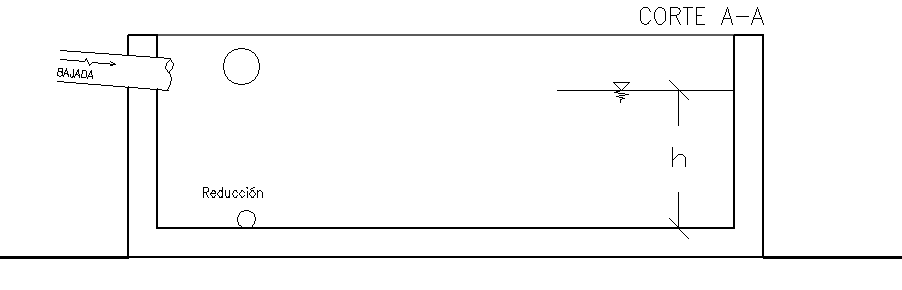 CORTE A-A
BAJADA
h
Reducción